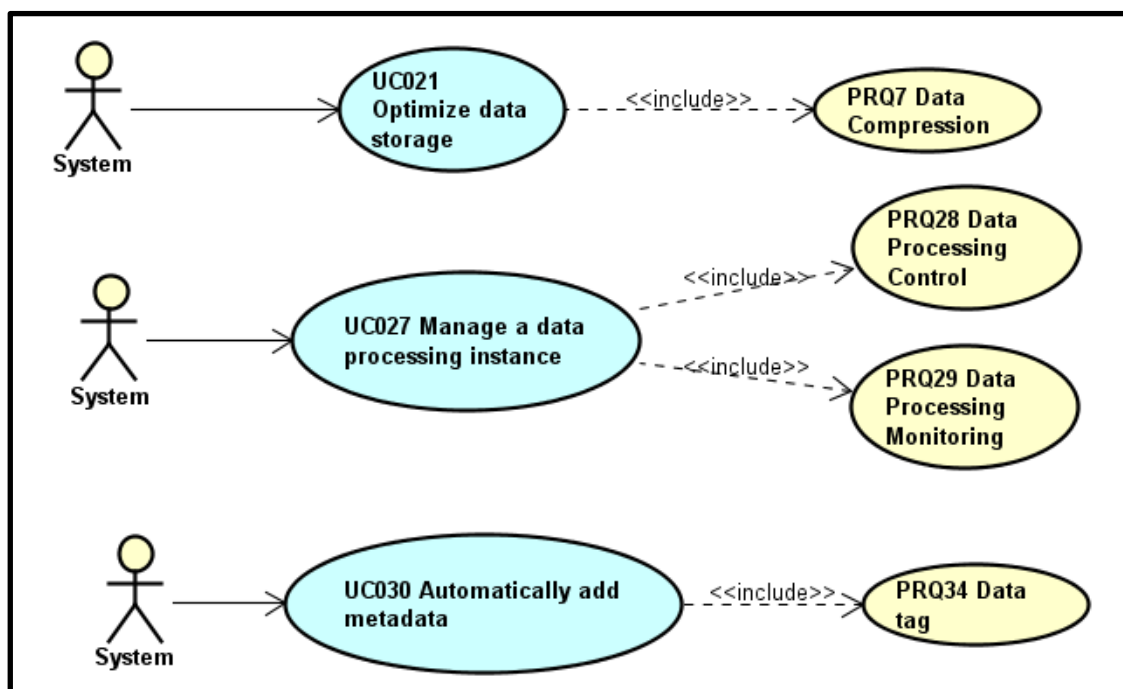 System
UC021
Optimize data
storage
<<include>>
PRQ7 Data
Compression
System
UC027 Manage a data
processing instance
<<include>>
PRQ28 Data
Processing
Control
<<include>>
PRQ29 Data
Processing
Monitoring
System
UC030 Automatically add
metadata
<<include>>
PRQ34 Data
tag